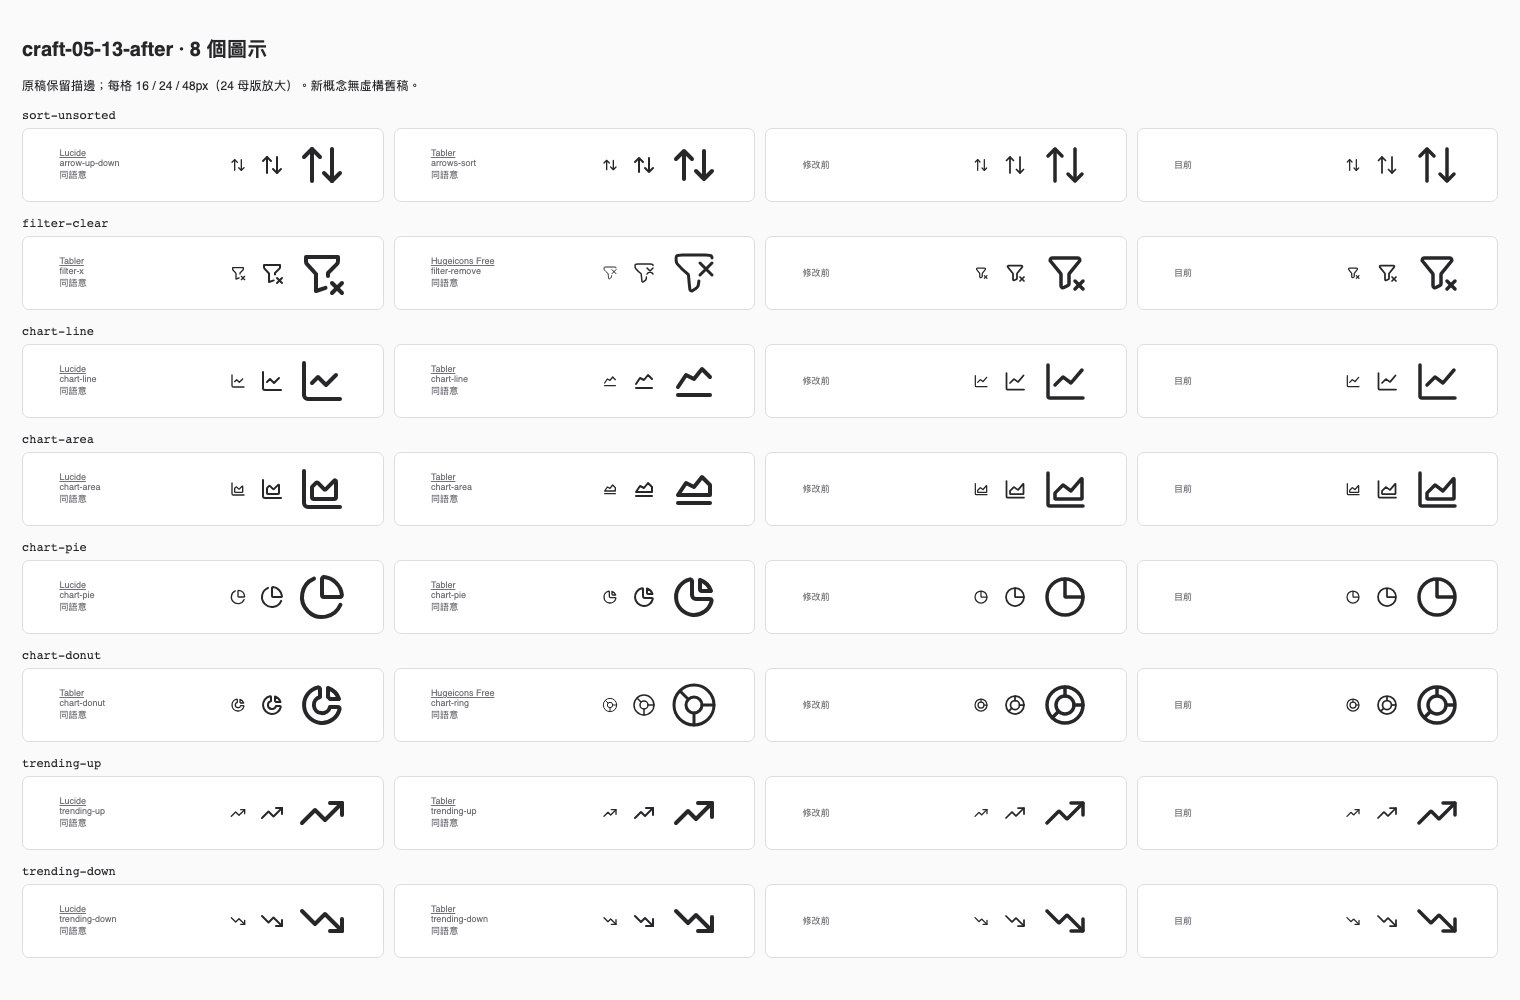 craft-05-13-after · 8 個圖示
原稿保留描邊；每格 16 / 24 / 48px（24 母版放大）。新概念無虛構舊稿。
sort-unsorted
Lucide
arrow-up-down
同語意
Tabler
arrows-sort
同語意
修改前
目前
filter-clear
Tabler
filter-x
同語意
Hugeicons Free
filter-remove
同語意
修改前
目前
chart-line
Lucide
chart-line
同語意
Tabler
chart-line
同語意
修改前
目前
chart-area
Lucide
chart-area
同語意
Tabler
chart-area
同語意
修改前
目前
chart-pie
Lucide
chart-pie
同語意
Tabler
chart-pie
同語意
修改前
目前
chart-donut
Tabler
chart-donut
同語意
Hugeicons Free
chart-ring
同語意
修改前
目前
trending-up
Lucide
trending-up
同語意
Tabler
trending-up
同語意
修改前
目前
trending-down
Lucide
trending-down
同語意
Tabler
trending-down
同語意
修改前
目前